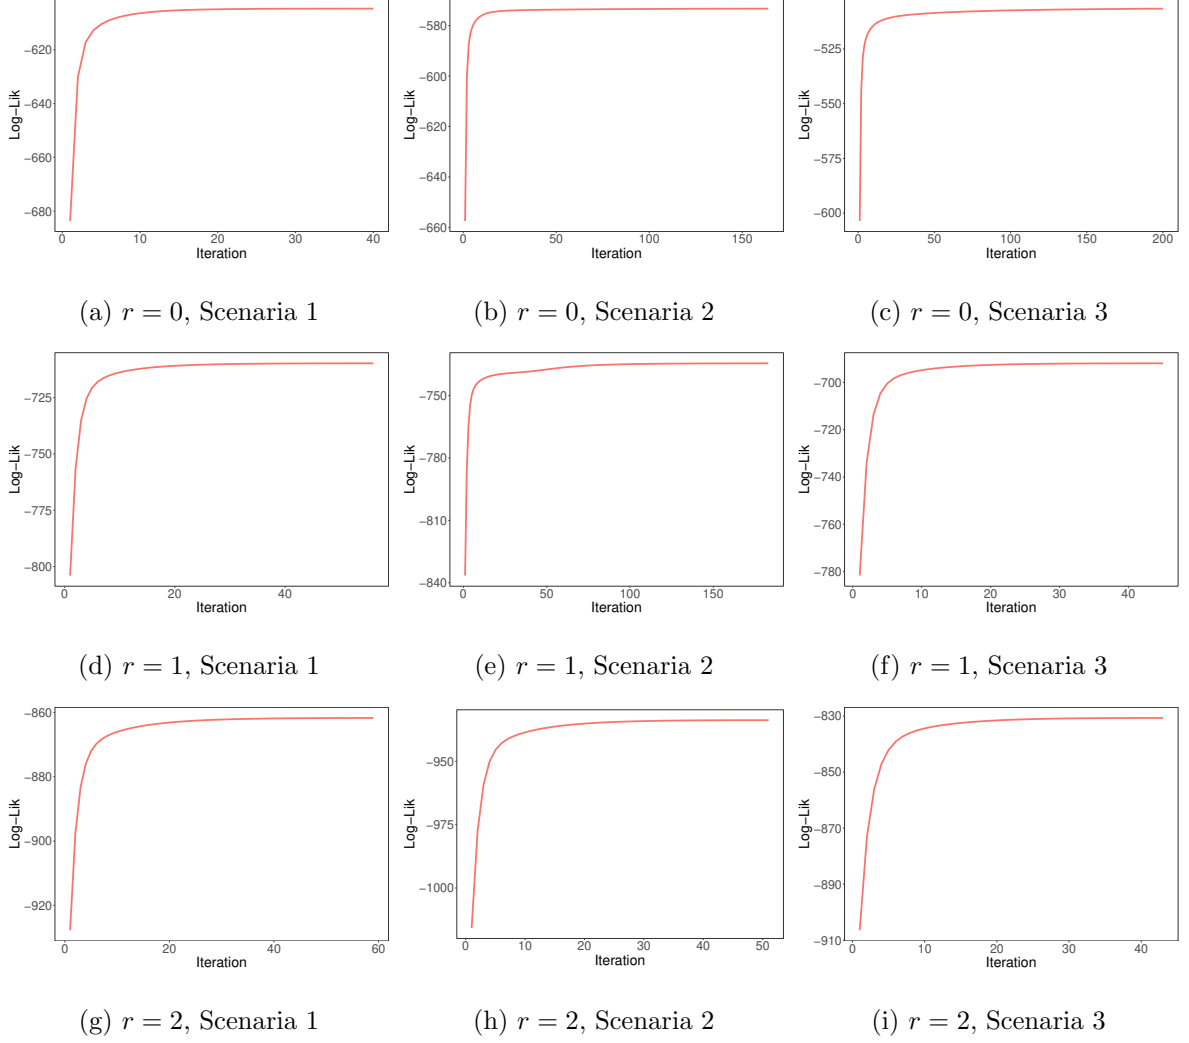 Log−Lik
−620
−640
−660
−680
0 10 20 30 40
Iteration
(a) r = 0, Scenaria 1
Log−Lik
−580
−600
−620
−640
−660
0 50 100 150
Iteration
(b) r = 0, Scenaria 2
Log−Lik
−525
−550
−575
−600
0 50 100 150 200
Iteration
(c) r = 0, Scenaria 3
Log−Lik
−725
−750
−775
−800
0 20 40
Iteration
(d) r = 1, Scenaria 1
Log−Lik
−750
−780
−810
−840
0 50 100 150
Iteration
(e) r = 1, Scenaria 2
Log−Lik
−700
−720
−740
−760
−780
0 10 20 30 40
Iteration
(f) r = 1, Scenaria 3
Log−Lik
−860
−880
−900
−920
0 20 40 60
Iteration
(g) r = 2, Scenaria 1
Log−Lik
−950
−975
−1000
0 10 20 30 40 50
Iteration
(h) r = 2, Scenaria 2
Log−Lik
−830
−850
−870
−890
−910
0 10 20 30 40
Iteration
(i) r = 2, Scenaria 3